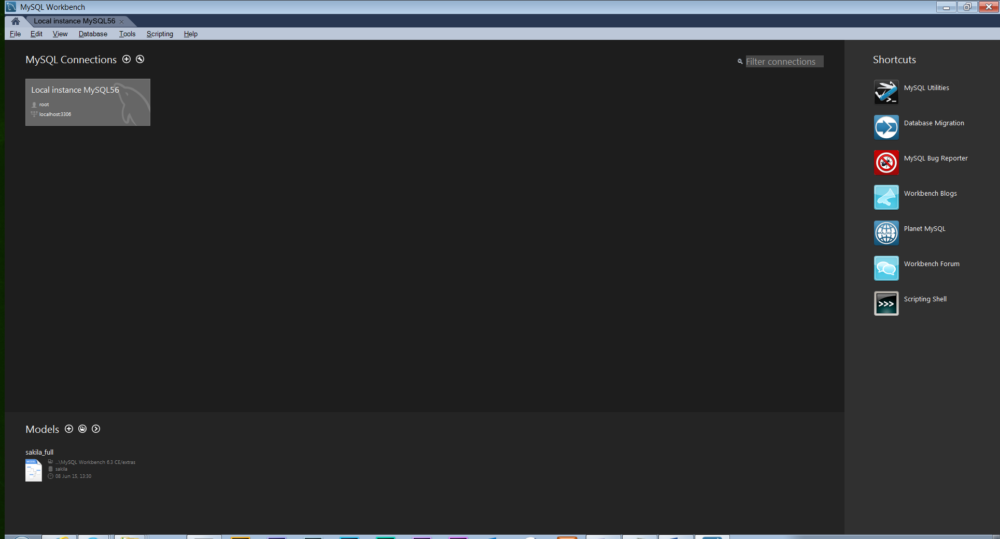 MySQL Workbench
Local instance MySQL56
File Edit View Database Tools Scripting Help
MySQL Connections
Filter connections
Local instance MySQL56
root
localhost:3306
Shortcuts
MySQL Utilities
Database Migration
MySQL Bug Reporter
Workbench Blogs
MySQL
Planet MySQL
Workbench Forum
>>> Scripting Shell
Models
sakila_full
MODEL
...\MySQL Workbench 6.3 CE/extras
sakila
08 Jun 15, 13:30